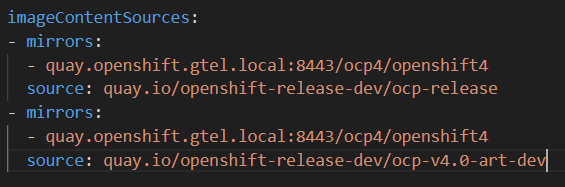 imageContentSources:
- mirrors:
  - quay.openshift.gtel.local:8443/ocp4/openshift4
  source: quay.io/openshift-release-dev/ocp-release
- mirrors:
  - quay.openshift.gtel.local:8443/ocp4/openshift4
  source: quay.io/openshift-release-dev/ocp-v4.0-art-dev